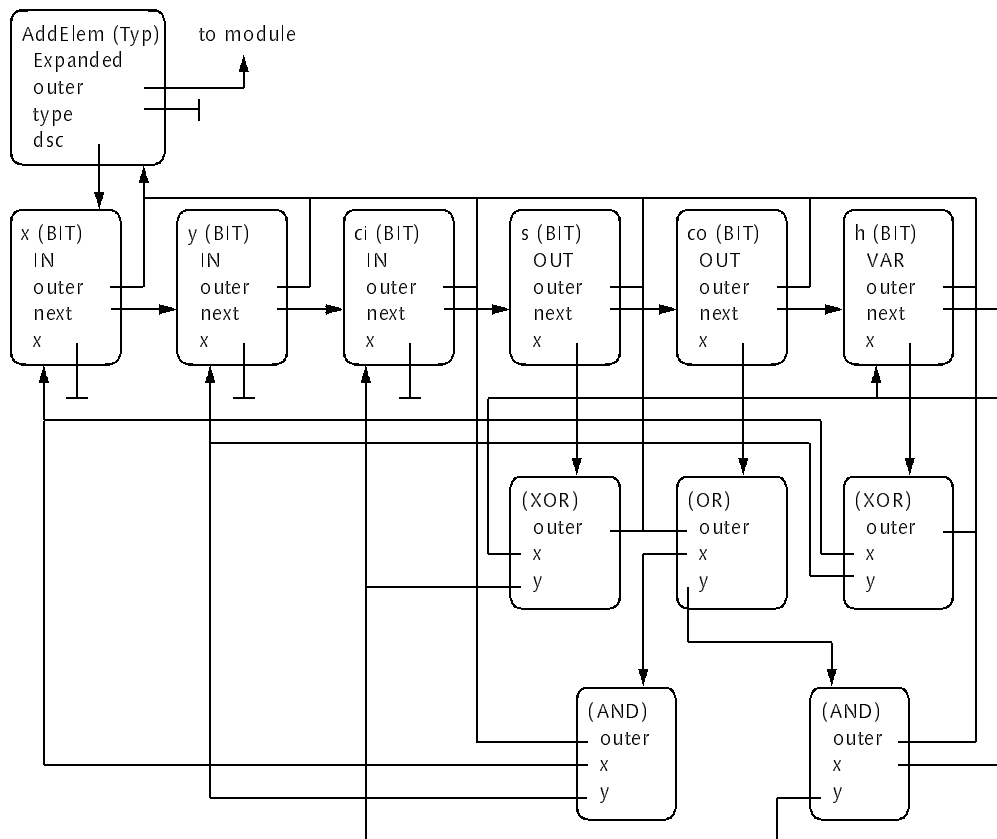 AddElem (Typ)
Expanded
outer
type
dsc
to module
x (BIT)
IN
outer
next
x
y (BIT)
IN
outer
next
x
ci (BIT)
IN
outer
next
x
s (BIT)
OUT
outer
next
x
co (BIT)
OUT
outer
next
x
h (BIT)
VAR
outer
next
x
(XOR)
outer
x
y
(OR)
outer
x
y
(XOR)
outer
x
y
(AND)
outer
x
y
(AND)
outer
x
y